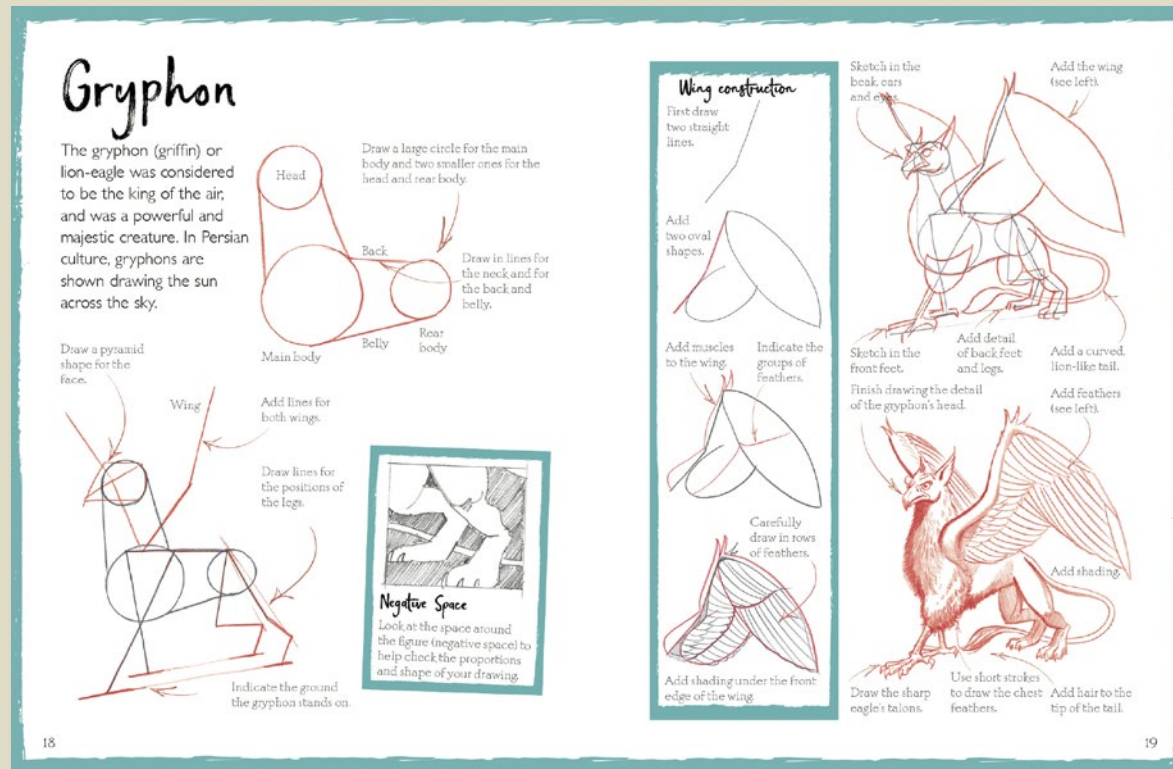 Gryphon
The gryphon (griffin) or
lion-eagle was considered
to be the king of the air,
and was a powerful and
majestic creature. In Persian
culture, gryphons are
shown drawing the sun
across the sky.
Head
Draw a large circle for the main
body and two smaller ones for the
head and rear body.
Back
Draw in lines for
the neck and for
the back and
belly.
Rear
body
Belly
Main body
Draw a pyramid
shape for the
face.
Wing
Add lines for
both wings.
Draw lines for
the positions of
the legs.
Indicate the ground
the gryphon stands on.
Negative Space
Look at the space around
the figure (negative space) to
help check the proportions
and shape of your drawing.
18
Wing construction
First draw
two straight
lines.
Add
two oval
shapes.
Add muscles
to the wing.
Indicate the
groups of
feathers.
Carefully
draw in rows
of feathers.
Add shading under the front
edge of the wing.
Sketch in the
beak, ears
and eyes.
Add the wing
(see left).
Sketch in the
front feet.
Add detail
of back feet
and legs.
Add a curved,
lion-like tail.
Finish drawing the detail
of the gryphon's head.
Add feathers
(see left).
Add shading.
Draw the sharp
eagle's talons.
Use short strokes
to draw the chest
feathers.
Add hair to the
tip of the tail.
19